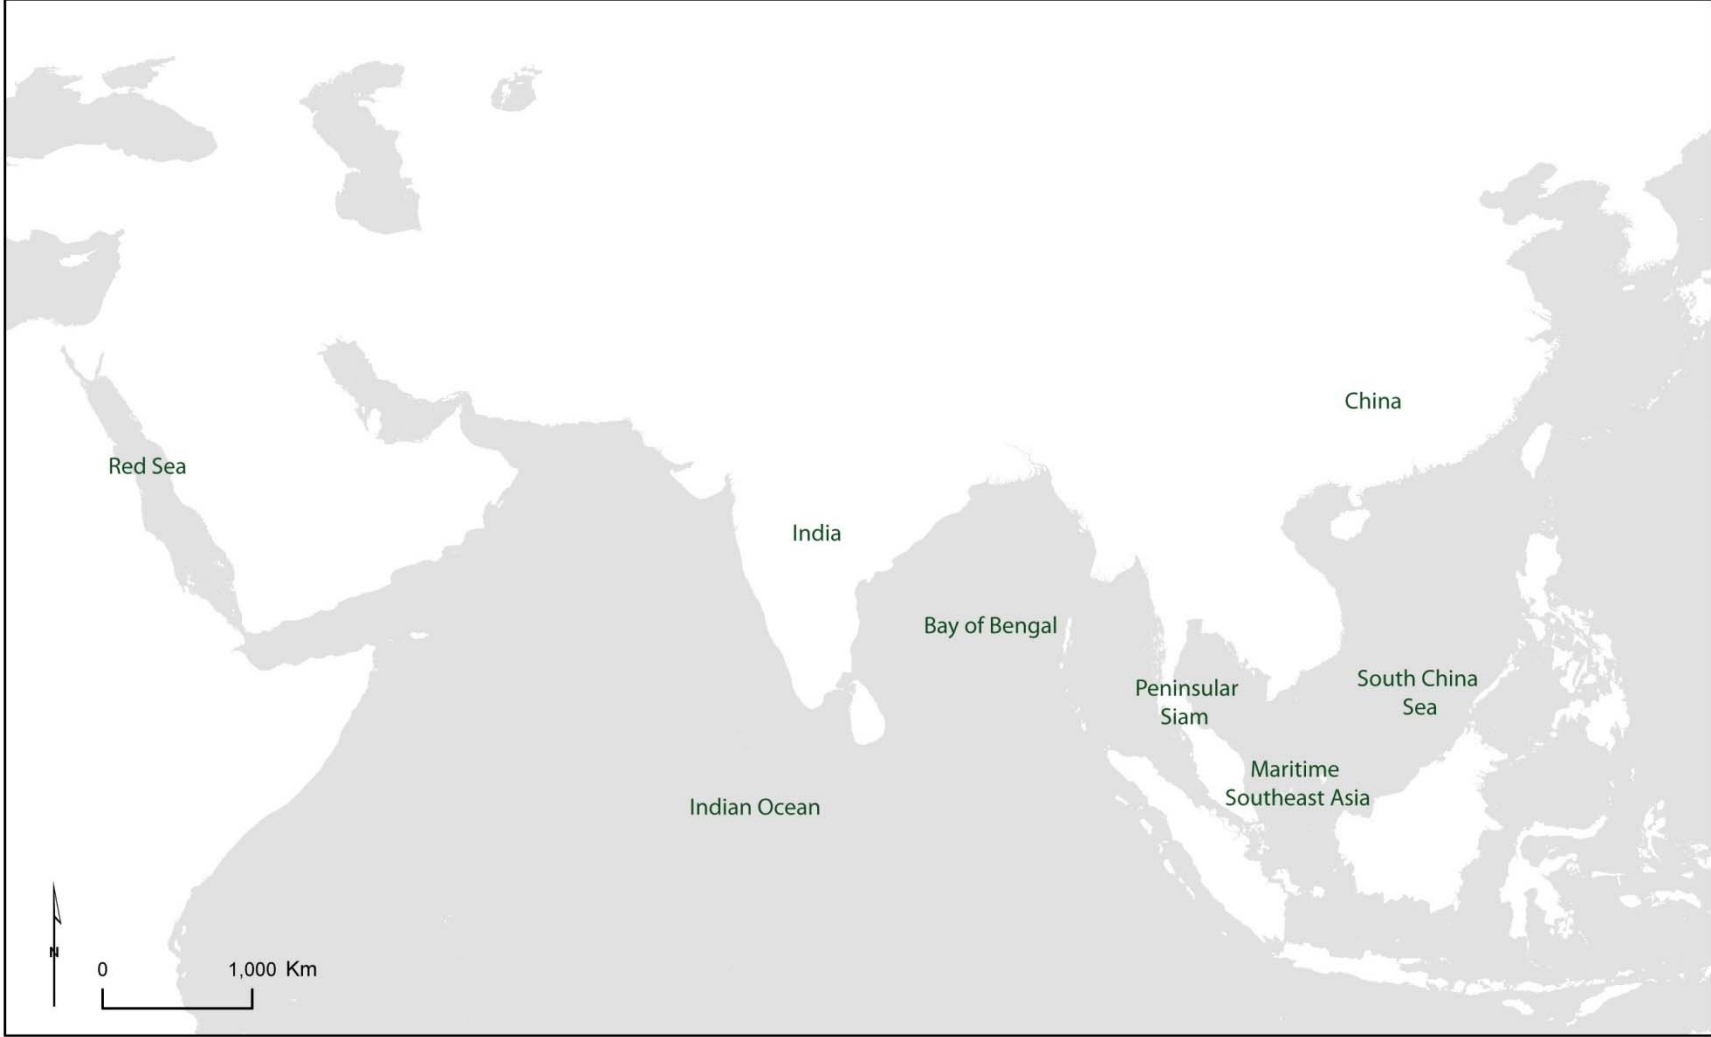 China
Red Sea
India
Bay of Bengal
Peninsular
Siam
South China
Sea
Maritime
Southeast Asia
Indian Ocean
N
0
1,000 Km